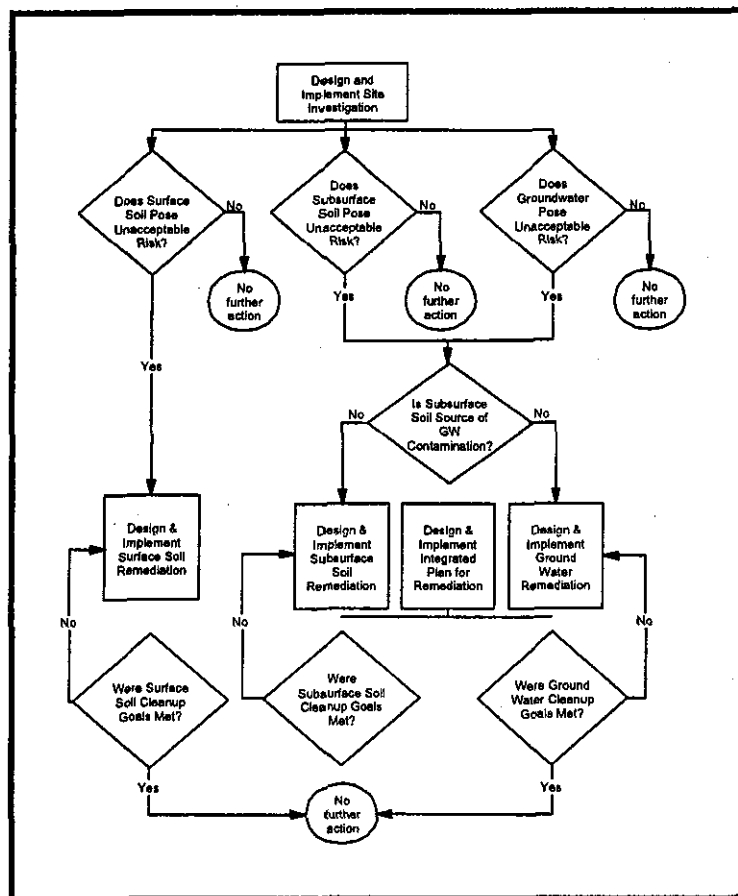 Design and
Implement Site
Investigation
Does Surface
Soil Pose
Unacceptable
Risk?
No
Does
Subsurface
Soil Pose
Unacceptable
Risk?
No
Does
Groundwater
Pose
Unacceptable
Risk?
No
No
further
action
Yes
No
further
action
Yes
No
further
action
Yes
No
Is Subsurface
Soil Source of
GW
Contamination?
No
Design &
Implement
Surface Soil
Remediation
Design &
Implement
Subsurface
Soil
Remediation
Design &
Implement
Integrated
Plan for
Remediation
Design &
Implement
Ground
Water
Remediation
No
No
No
Were Surface
Soil Cleanup
Goals Met?
Were
Subsurface Soil
Cleanup Goals
Met?
Were Ground
Water Cleanup
Goals Met?
Yes
Yes
No
further
action